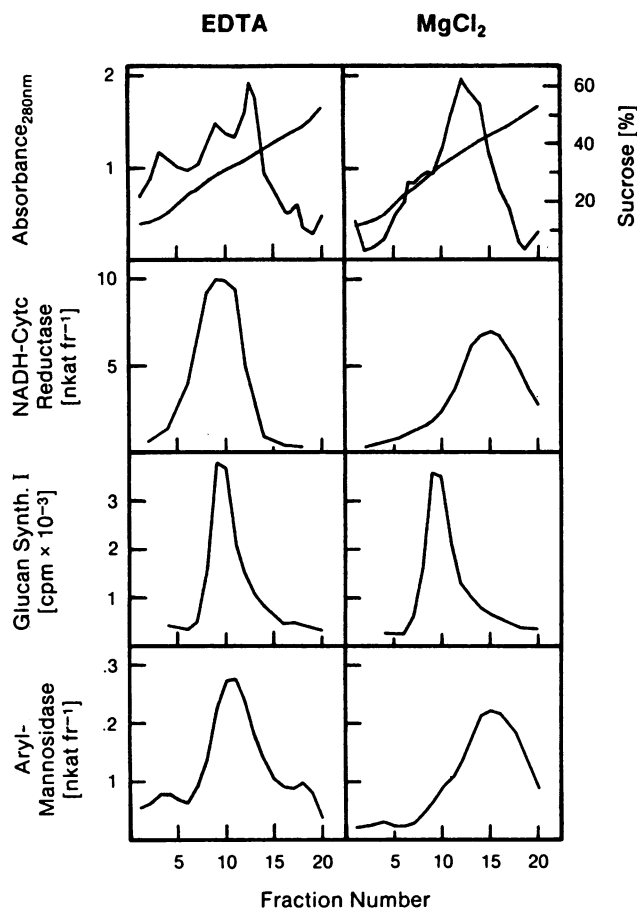 EDTA
MgCl₂
Absorbance₂₈₀nm
2
1
60
40
20
Sucrose [%]
NADH-Cytc
Reductase
[nkat fr⁻¹]
10
5
Glucan Synth. I
[cpm × 10⁻³]
3
2
1
Aryl-
Mannosidase
[nkat fr⁻¹]
.3
.2
1
5 10 15 20
5 10 15 20
Fraction Number